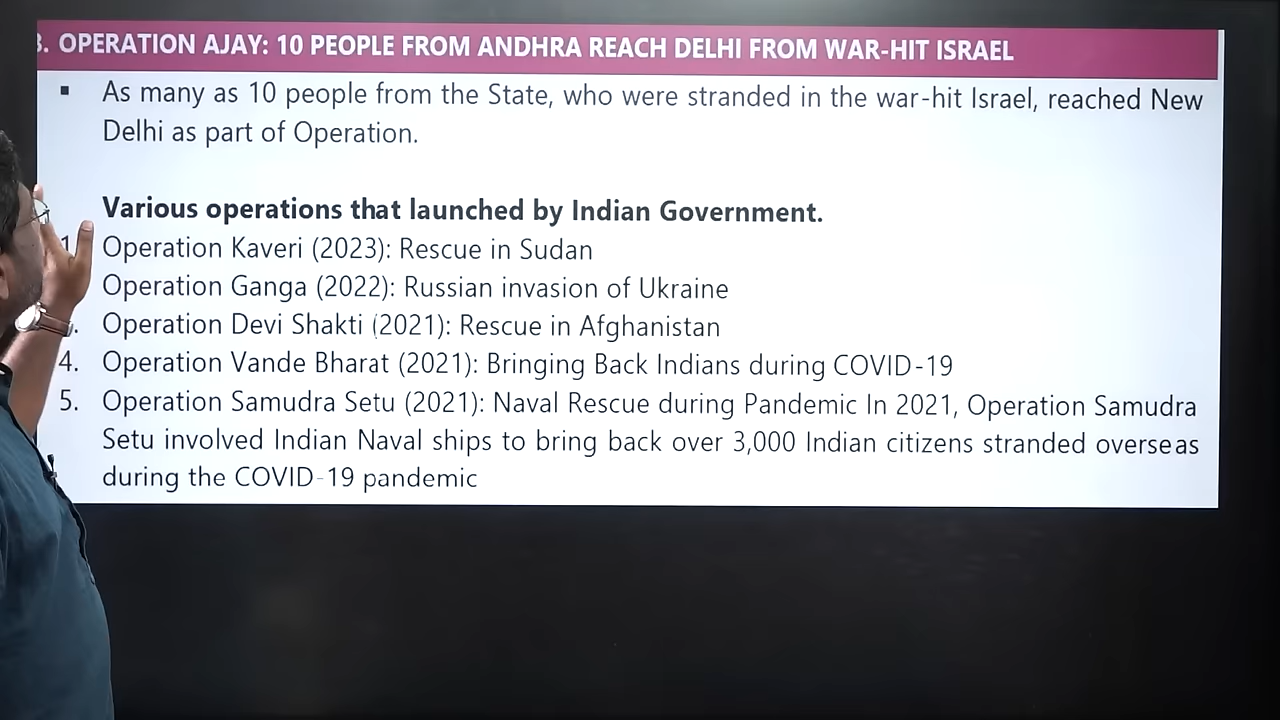 3. OPERATION AJAY: 10 PEOPLE FROM ANDHRA REACH DELHI FROM WAR-HIT ISRAEL
▪ As many as 10 people from the State, who were stranded in the war-hit Israel, reached New
Delhi as part of Operation.
Various operations that launched by Indian Government.
1. Operation Kaveri (2023): Rescue in Sudan
Operation Ganga (2022): Russian invasion of Ukraine
. Operation Devi Shakti (2021): Rescue in Afghanistan
4. Operation Vande Bharat (2021): Bringing Back Indians during COVID-19
5. Operation Samudra Setu (2021): Naval Rescue during Pandemic In 2021, Operation Samudra
Setu involved Indian Naval ships to bring back over 3,000 Indian citizens stranded overseas
during the COVID-19 pandemic